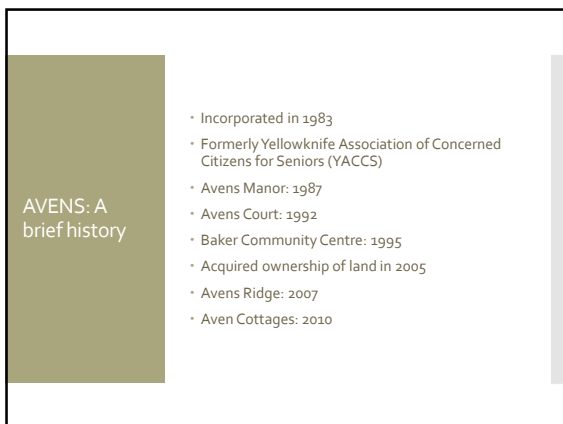 AVENS: A
brief history
• Incorporated in 1983
• Formerly Yellowknife Association of Concerned
Citizens for Seniors (YACCS)
• Avens Manor: 1987
• Avens Court: 1992
• Baker Community Centre: 1995
• Acquired ownership of land in 2005
• Avens Ridge: 2007
• Aven Cottages: 2010